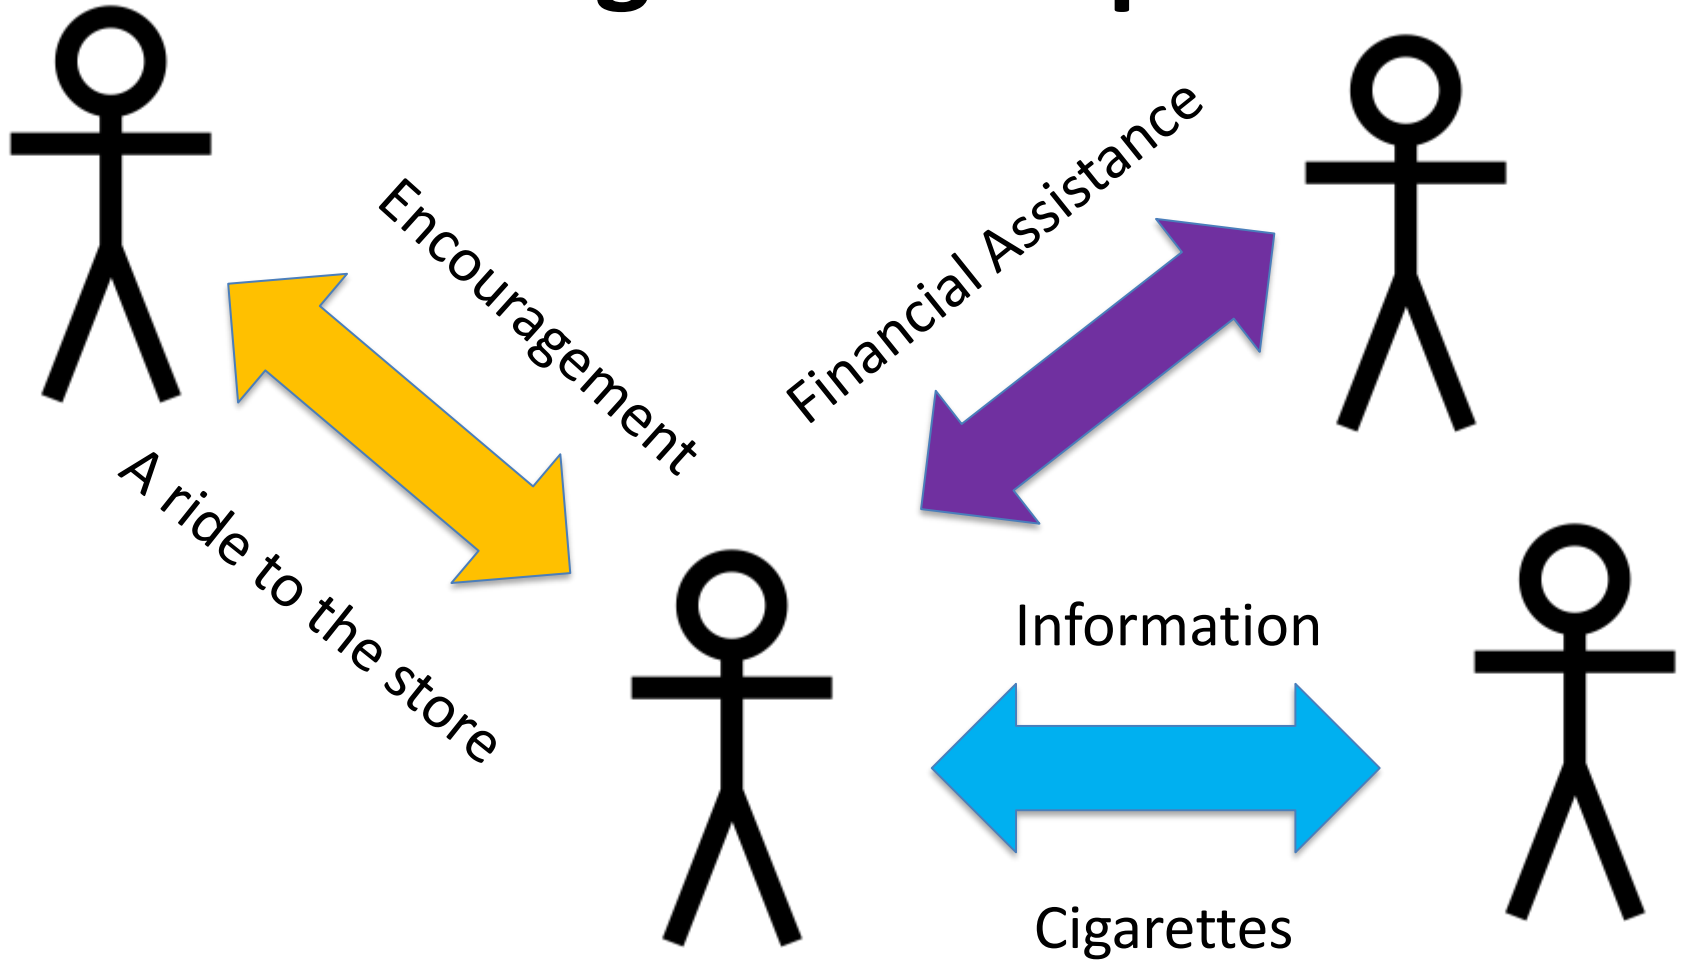 Encouragement
Financial Assistance
A ride to the store
Information
Cigarettes